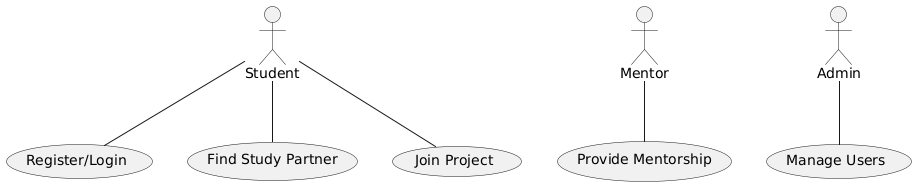 Student
Mentor
Admin
Register/Login
Find Study Partner
Join Project
Provide Mentorship
Manage Users